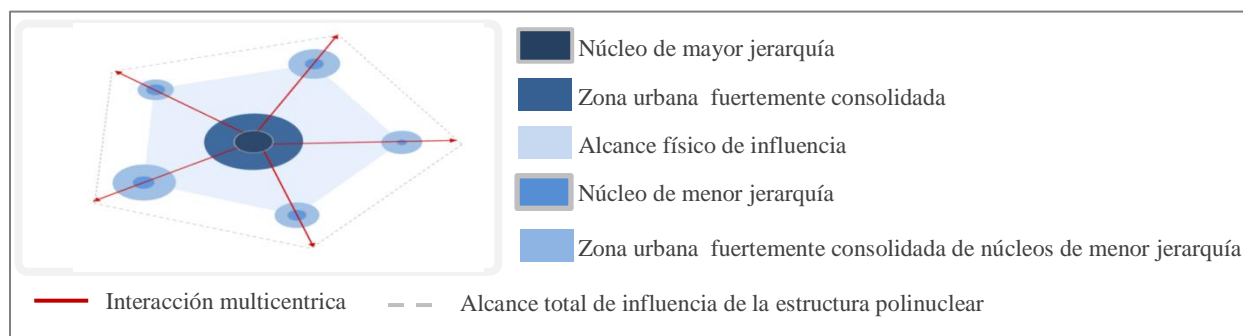 Núcleo de mayor jerarquía
Zona urbana fuertemente consolidada
Alcance físico de influencia
Núcleo de menor jerarquía
Zona urbana fuertemente consolidada de núcleos de menor jerarquía
Interacción multicentrica
Alcance total de influencia de la estructura polinuclear